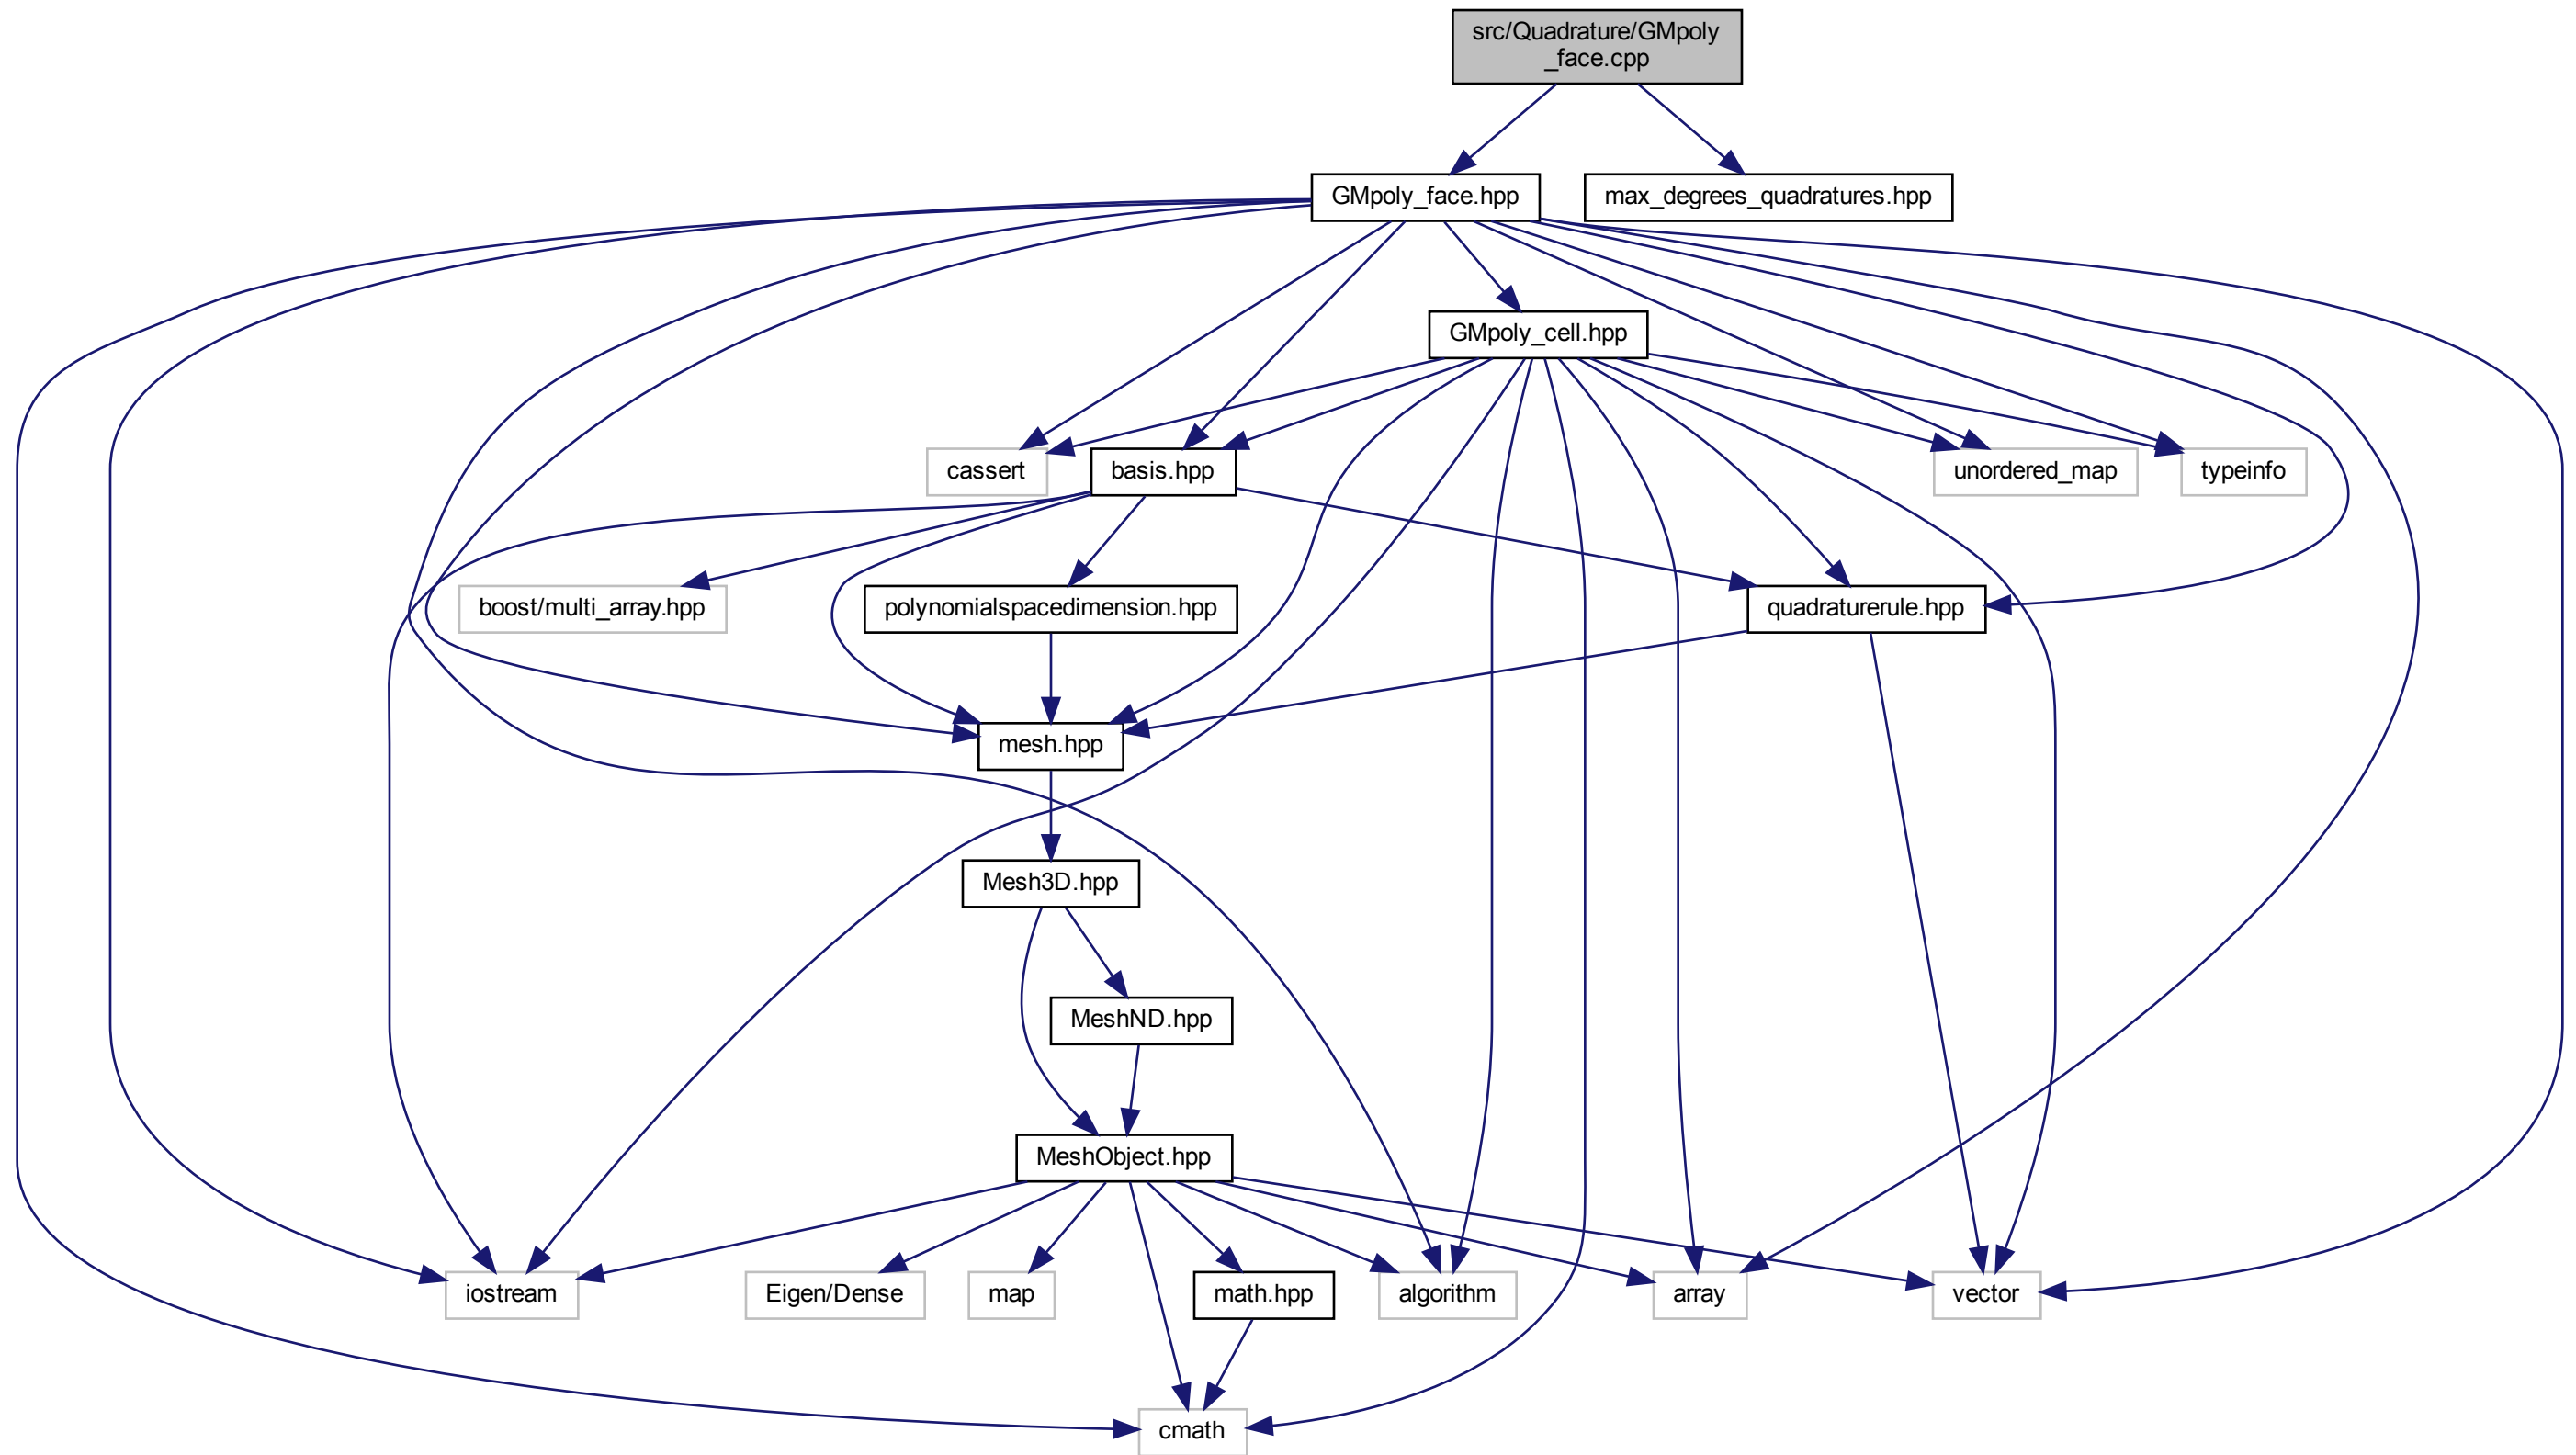 src/Quadrature/GMpoly
_face.cpp
GMpoly_face.hpp
max_degrees_quadratures.hpp
GMpoly_cell.hpp
cassert
basis.hpp
unordered_map
typeinfo
boost/multi_array.hpp
polynomialspacedimension.hpp
quadraturerule.hpp
mesh.hpp
Mesh3D.hpp
MeshND.hpp
MeshObject.hpp
iostream
Eigen/Dense
map
math.hpp
algorithm
array
vector
cmath